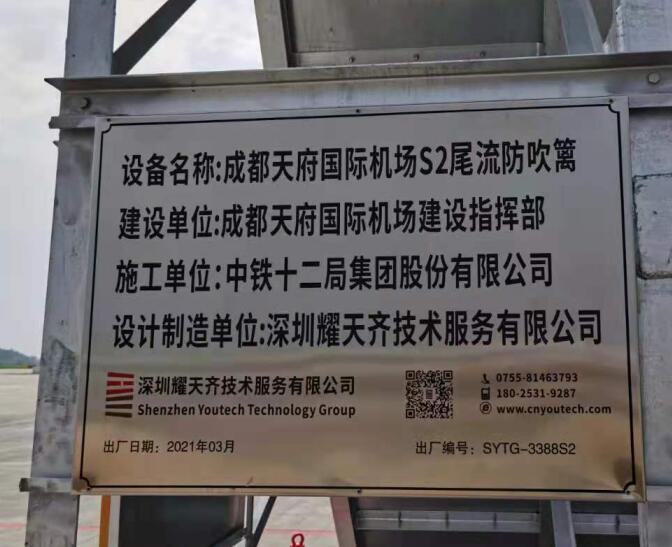 设备名称:成都天府国际机场S2尾流防吹篱
建设单位:成都天府国际机场建设指挥部
施工单位:中铁十二局集团股份有限公司
设计制造单位:深圳耀天齐技术服务有限公司
深圳耀天齐技术服务有限公司
Shenzhen Youtech Technology Group
0755-81463793
180-2531-9287
www.cnyoutech.com
出厂日期: 2021年03月
出厂编号: SYTG-3388S2